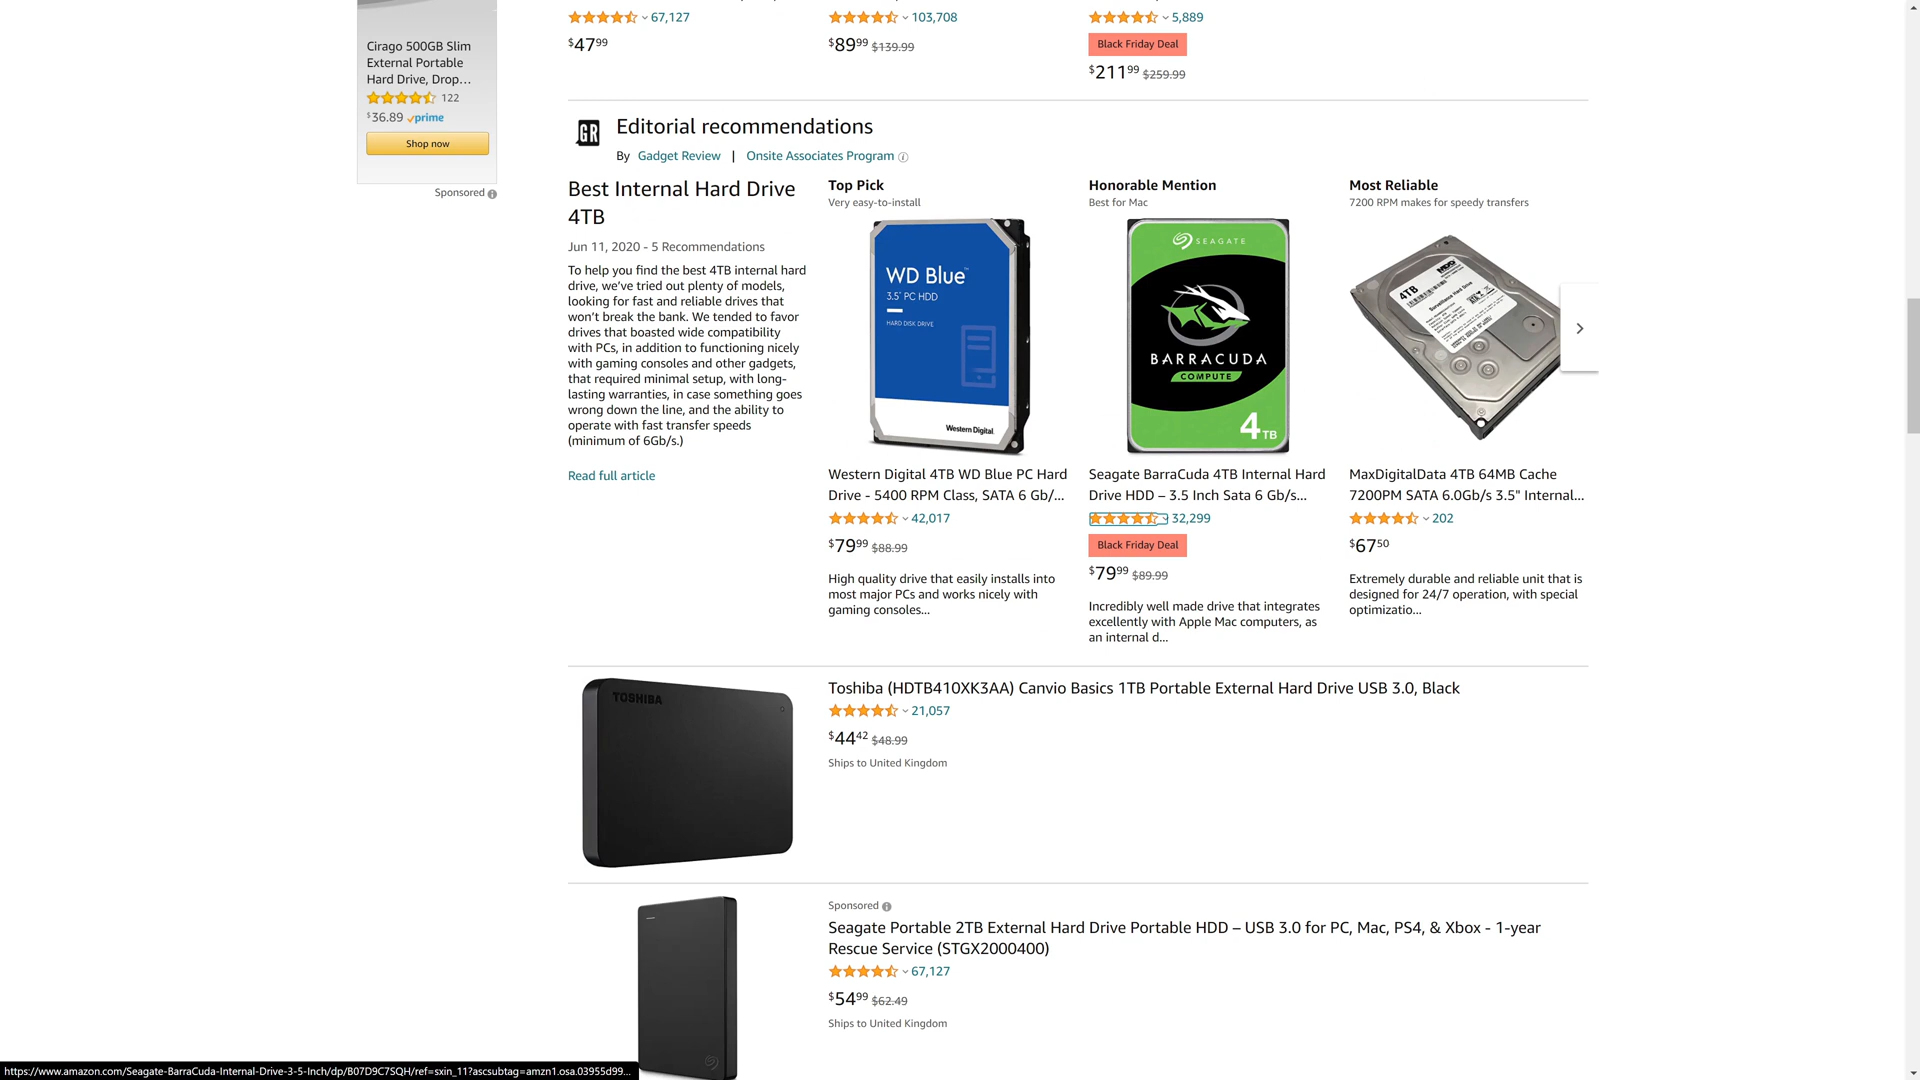 67,127
$47.99
103,708
$89.99 $139.99
5,889
Black Friday Deal
$211.99 $259.99
Cirago 500GB Slim
External Portable
Hard Drive, Drop…
122
$36.89 prime
Shop now
Sponsored
GR
Editorial recommendations
By Gadget Review | Onsite Associates Program
Best Internal Hard Drive
4TB
Jun 11, 2020 - 5 Recommendations
To help you find the best 4TB internal hard
drive, we've tried out plenty of models,
looking for fast and reliable drives that
won't break the bank. We tended to favor
drives that boasted wide compatibility
with PCs, in addition to functioning nicely
with gaming consoles and other gadgets,
that required minimal setup, with long-
lasting warranties, in case something goes
wrong down the line, and the ability to
operate with fast transfer speeds
(minimum of 6Gb/s.)
Read full article
Top Pick
Very easy-to-install
WD Blue
3.5" PC HDD
HARD DISK DRIVE
Western Digital
Western Digital 4TB WD Blue PC Hard
Drive - 5400 RPM Class, SATA 6 Gb/...
42,017
$79.99 $88.99
High quality drive that easily installs into
most major PCs and works nicely with
gaming consoles...
Honorable Mention
Best for Mac
SEAGATE
BARRACUDA
COMPUTE
4TB
Seagate BarraCuda 4TB Internal Hard
Drive HDD – 3.5 Inch Sata 6 Gb/s...
32,299
Black Friday Deal
$79.99 $89.99
Incredibly well made drive that integrates
excellently with Apple Mac computers, as
an internal d...
Most Reliable
7200 RPM makes for speedy transfers
4TB
Surveillance Hard Drive
MaxDigitalData 4TB 64MB Cache
7200PM SATA 6.0Gb/s 3.5" Internal...
202
$67.50
Extremely durable and reliable unit that is
designed for 24/7 operation, with special
optimizatio...
TOSHIBA
Toshiba (HDTB410XK3AA) Canvio Basics 1TB Portable External Hard Drive USB 3.0, Black
21,057
$44.42 $48.99
Ships to United Kingdom
Sponsored
Seagate Portable 2TB External Hard Drive Portable HDD – USB 3.0 for PC, Mac, PS4, & Xbox - 1-year
Rescue Service (STGX2000400)
67,127
$54.99 $62.49
Ships to United Kingdom
https://www.amazon.com/Seagate-BarraCuda-Internal-Drive-3-5-Inch/dp/B07D9C7SQH/ref=sxin_11?ascsubtag=amzn1.osa.03955d99...